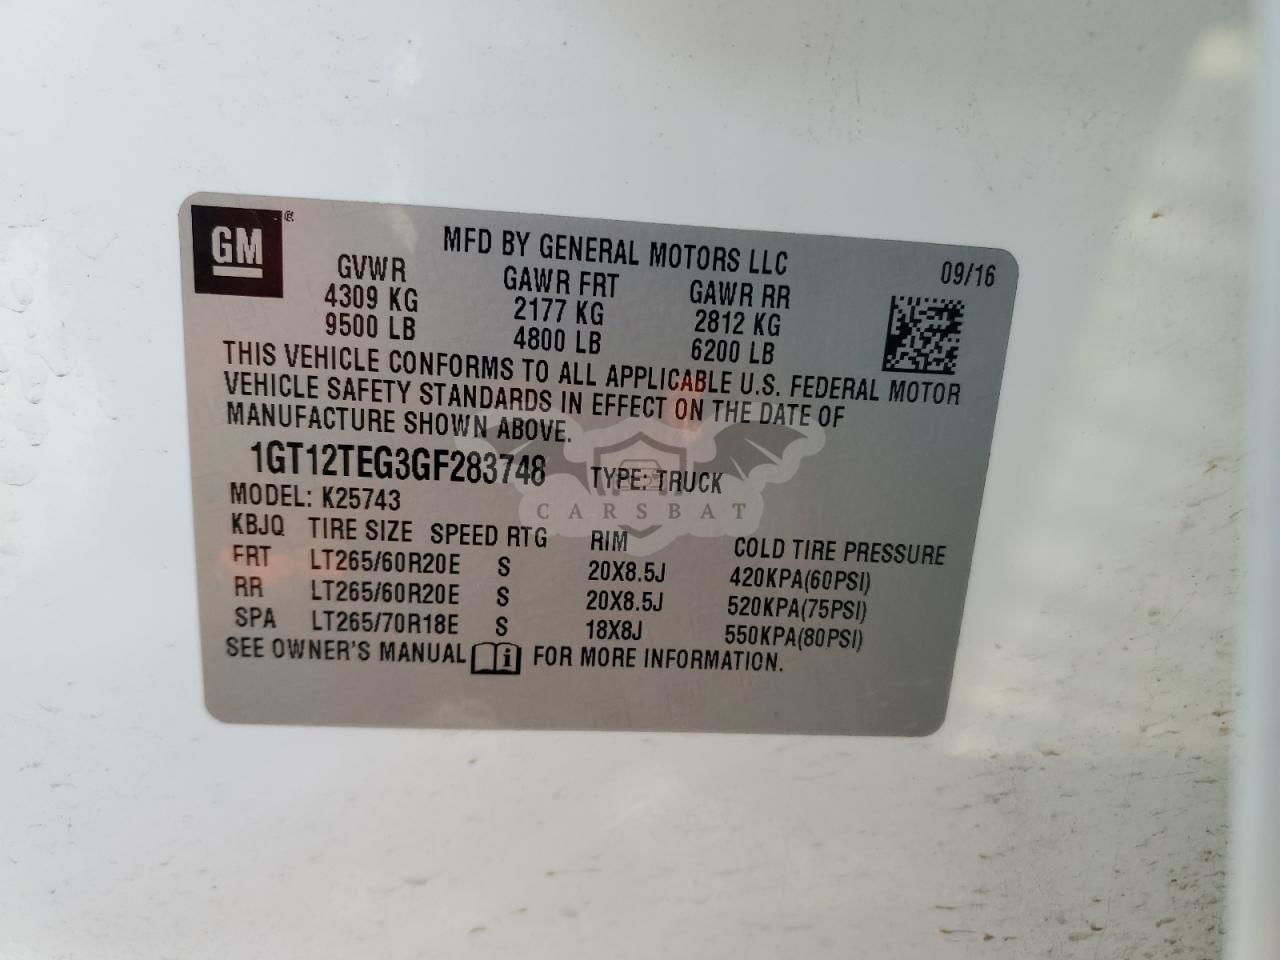 GM
MFD BY GENERAL MOTORS LLC 09/16
GVWR GAWR FRT GAWR RR
4309 KG 2177 KG 2812 KG
9500 LB 4800 LB 6200 LB
THIS VEHICLE CONFORMS TO ALL APPLICABLE U.S. FEDERAL MOTOR
VEHICLE SAFETY STANDARDS IN EFFECT ON THE DATE OF
MANUFACTURE SHOWN ABOVE.
1GT12TEG3GF283748 TYPE: TRUCK
CARSBAT
MODEL: K25743
KBJQ TIRE SIZE SPEED RTG RIM COLD TIRE PRESSURE
FRT LT265/60R20E S 20X8.5J 420KPA(60PSI)
RR LT265/60R20E S 20X8.5J 520KPA(75PSI)
SPA LT265/70R18E S 18X8J 550KPA(80PSI)
SEE OWNER'S MANUAL i FOR MORE INFORMATION.